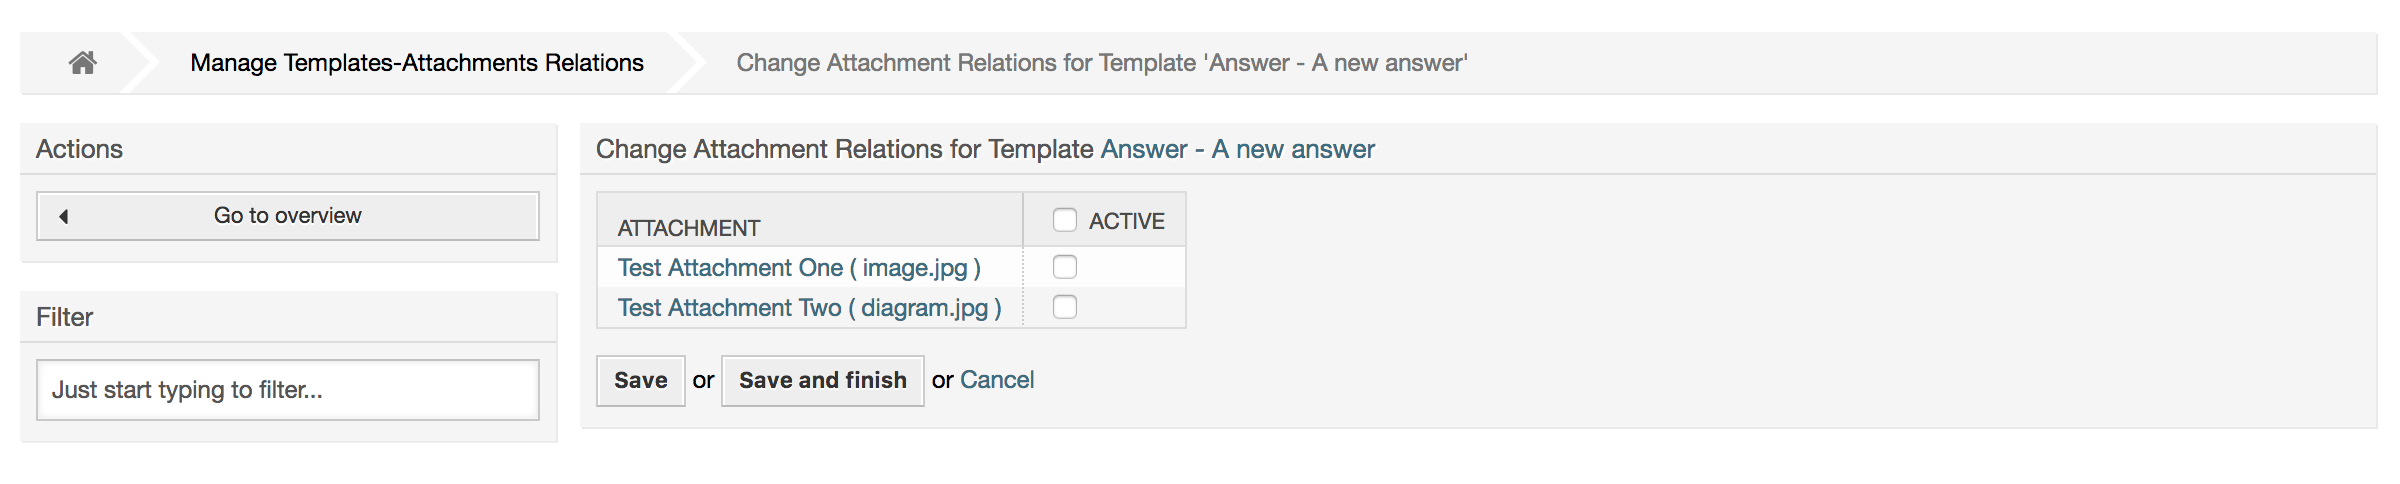 Manage Templates-Attachments Relations
Change Attachment Relations for Template 'Answer - A new answer'
Actions
Go to overview
Filter
Just start typing to filter...
Change Attachment Relations for Template Answer - A new answer
ATTACHMENT ACTIVE
Test Attachment One ( image.jpg )
Test Attachment Two ( diagram.jpg )
Save or Save and finish or Cancel